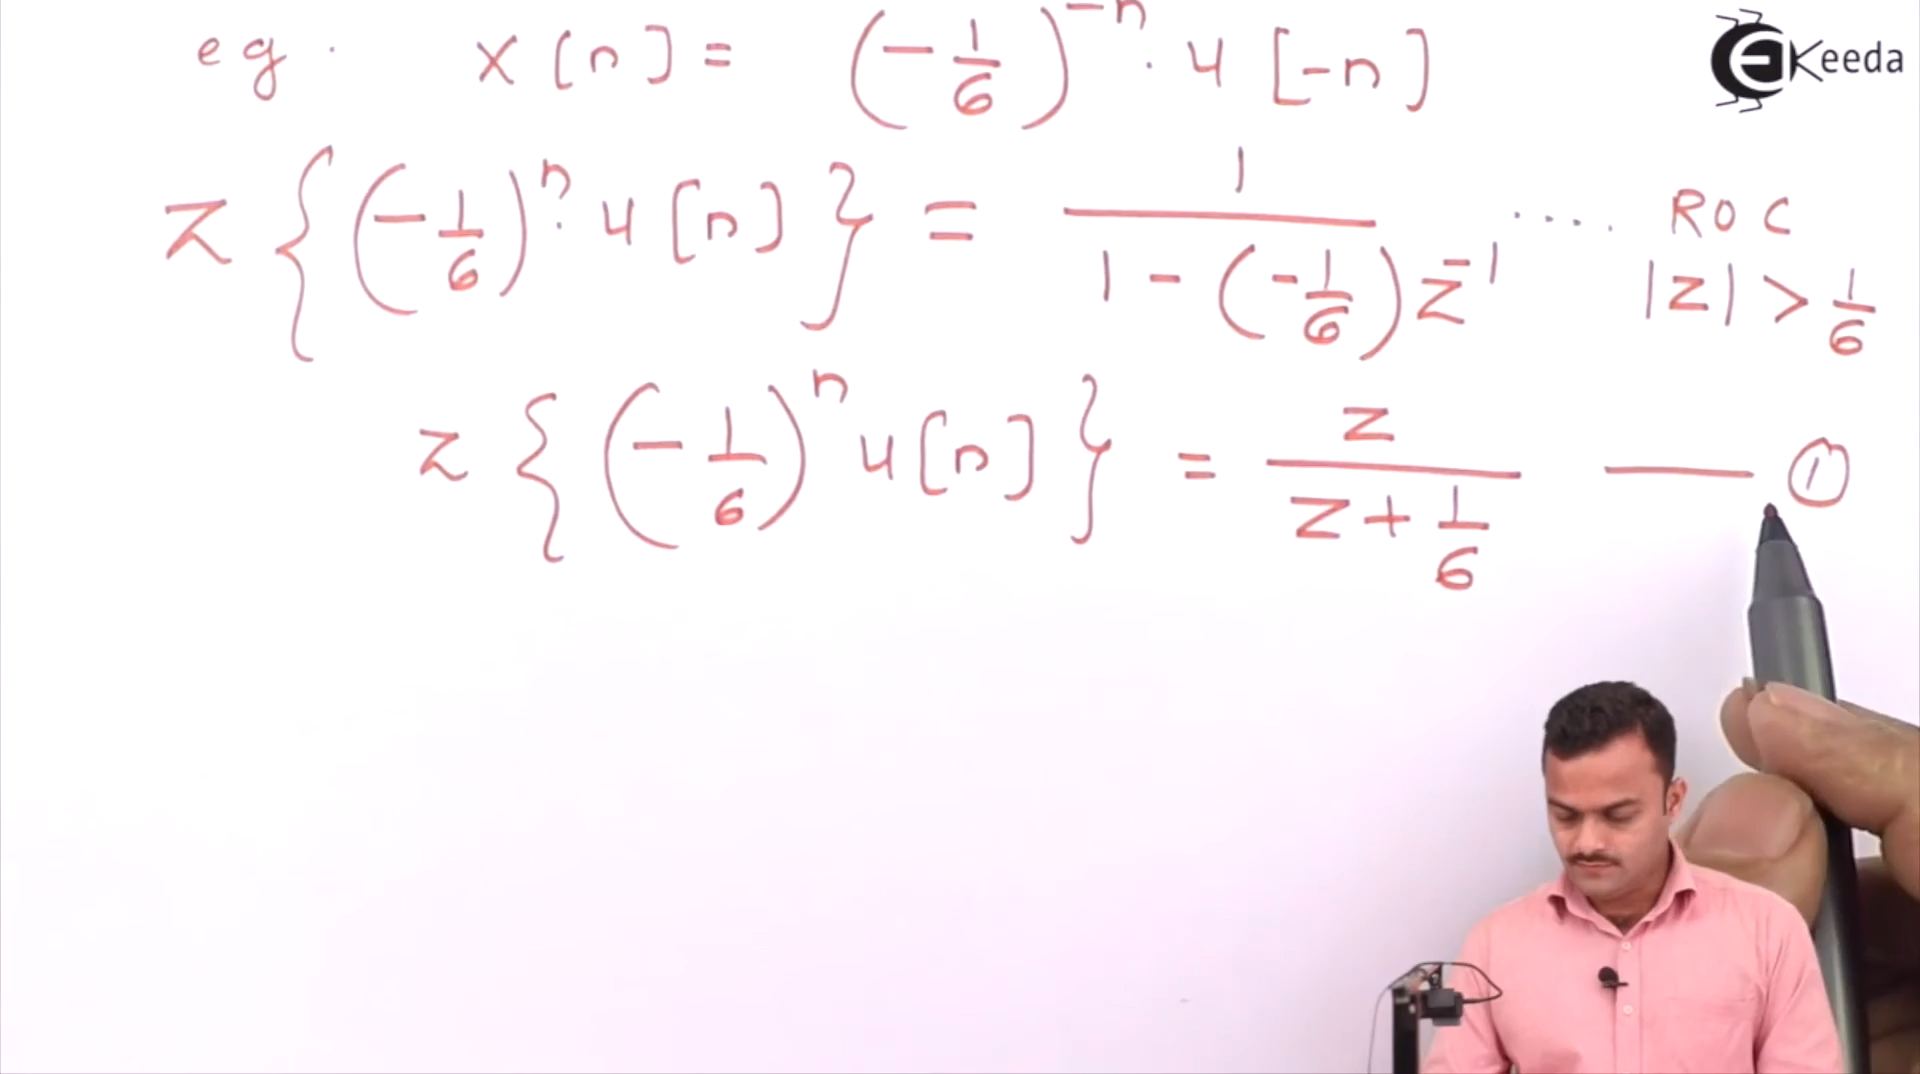 eg. x[n] = (-1/6)^-n . u[-n]
EKeeda
z{(-1/6)^n . u[n]} = 1/(1-(-1/6)z^-1) .... ROC |z| > 1/6
z{(-1/6)^n u[n]} = z/(z+1/6) — ①